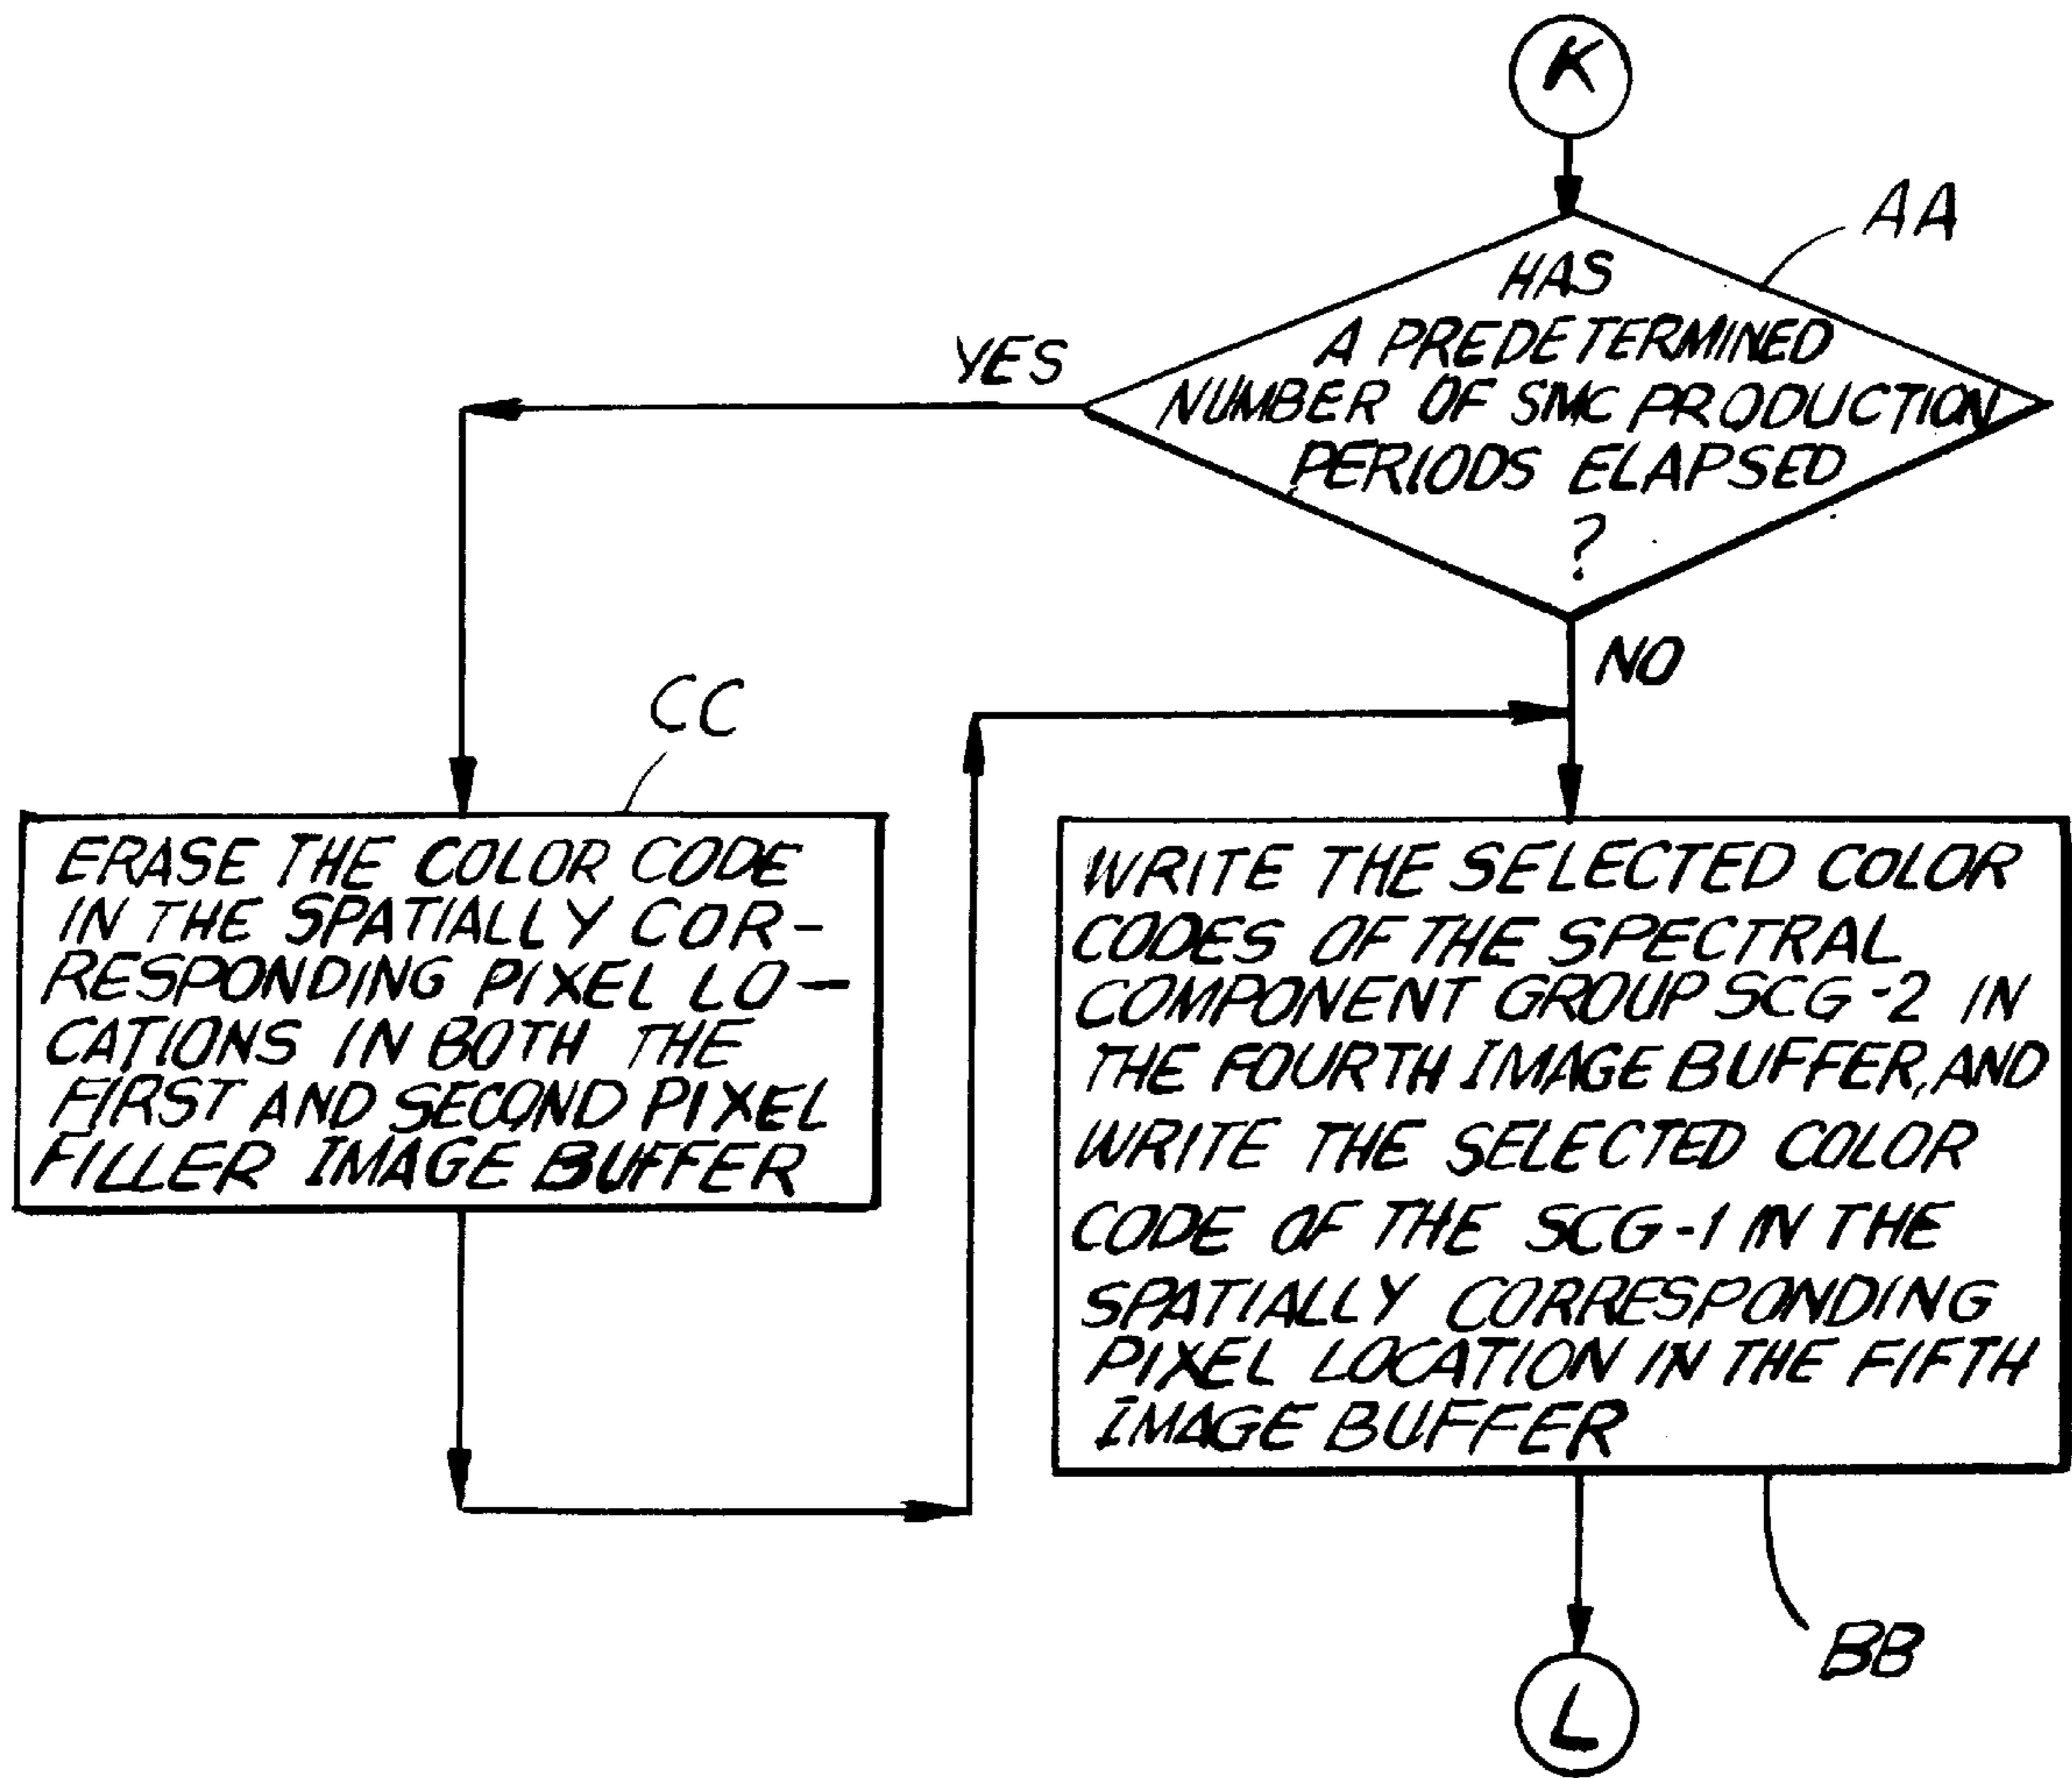 K
AA
HAS
A PREDETERMINED
NUMBER OF SMC PRODUCTION
PERIODS ELAPSED
?
YES
NO
CC
ERASE THE COLOR CODE
IN THE SPATIALLY COR-
RESPONDING PIXEL LO-
CATIONS IN BOTH THE
FIRST AND SECOND PIXEL
FILLER IMAGE BUFFER
WRITE THE SELECTED COLOR
CODES OF THE SPECTRAL
COMPONENT GROUP SCG-2 IN
THE FOURTH IMAGE BUFFER, AND
WRITE THE SELECTED COLOR
CODE OF THE SCG-1 IN THE
SPATIALLY CORRESPONDING
PIXEL LOCATION IN THE FIFTH
IMAGE BUFFER
BB
L